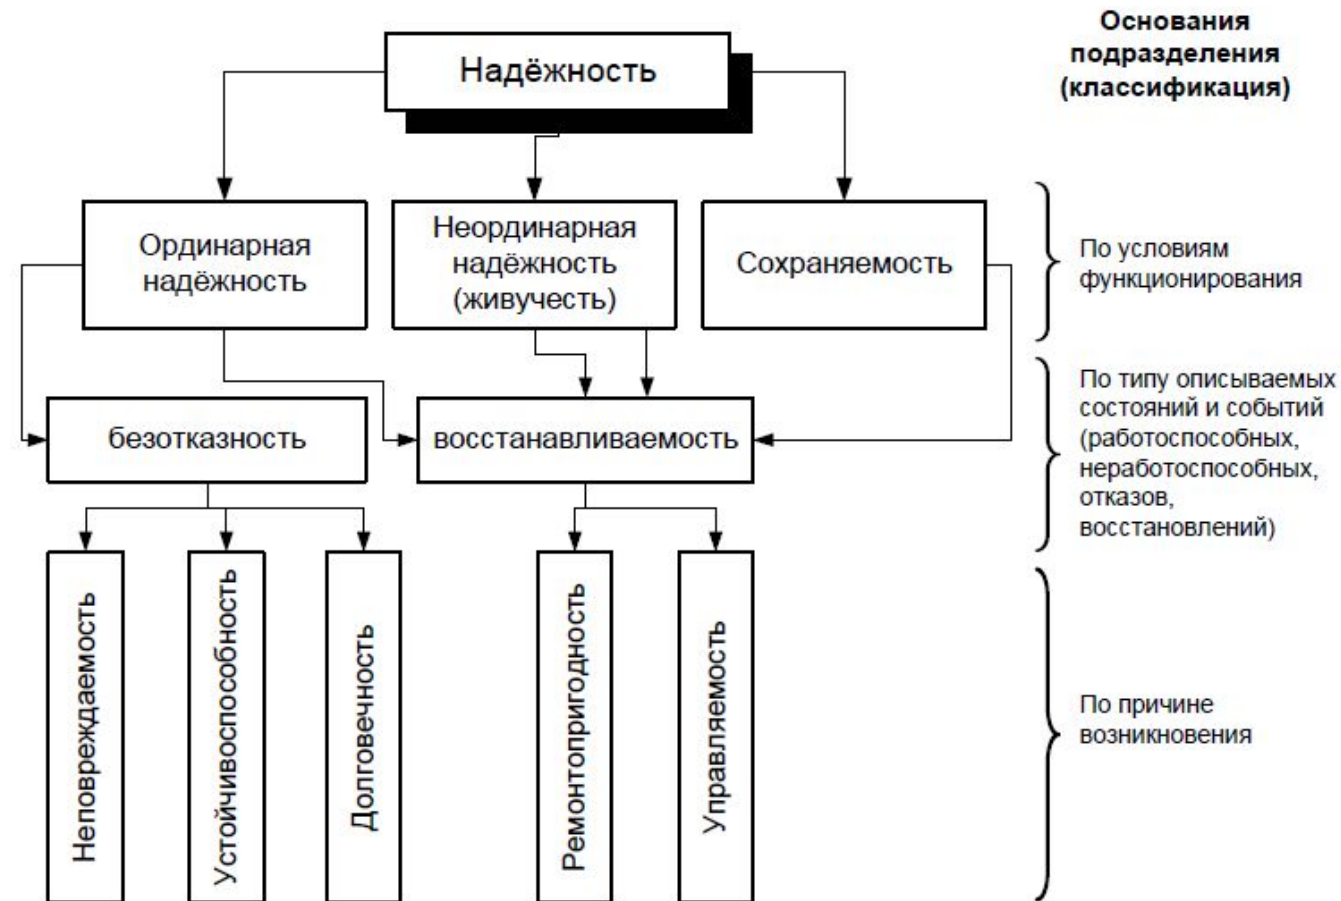 Основания
подразделения
(классификация)
Надёжность
Ординарная
надёжность
Неординарная
надёжность
(живучесть)
Сохраняемость
По условиям
функционирования
безотказность
восстанавливаемость
По типу описываемых
состояний и событий
(работоспособных,
неработоспособных,
отказов,
восстановлений)
Неповреждаемость
Устойчивоспособность
Долговечность
Ремонтопригодность
Управляемость
По причине
возникновения